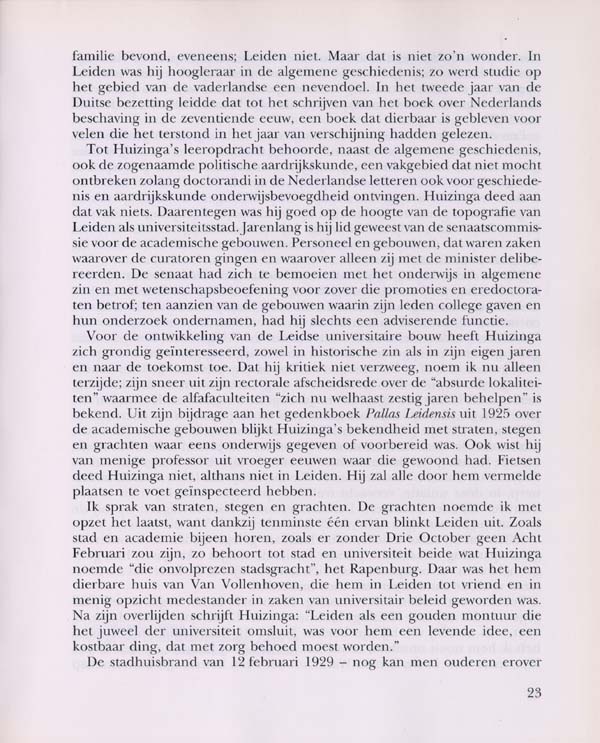 familie bevond, eveneens; Leiden niet. Maar dat is niet zo'n wonder. In
Leiden was hij hoogleraar in de algemene geschiedenis; zo werd studie op
het gebied van de vaderlandse een nevendoel. In het tweede jaar van de
Duitse bezetting leidde dat tot het schrijven van het boek over Nederlands
beschaving in de zeventiende eeuw, een boek dat dierbaar is gebleven voor
velen die het terstond in het jaar van verschijning hadden gelezen.
Tot Huizinga's leeropdracht behoorde, naast de algemene geschiedenis,
ook de zogenaamde politische aardrijkskunde, een vakgebied dat niet mocht
ontbreken zolang doctorandi in de Nederlandse letteren ook voor geschiede-
nis en aardrijkskunde onderwijsbevoegdheid ontvingen. Huizinga deed aan
dat vak niets. Daarentegen was hij goed op de hoogte van de topografie van
Leiden als universiteitsstad. Jarenlang is hij lid geweest van de senaatscommis-
sie voor de academische gebouwen. Personeel en gebouwen, dat waren zaken
waarover de curatoren gingen en waarover alleen zij met de minister delibe-
reerden. De senaat had zich te bemoeien met het onderwijs in algemene
zin en met wetenschapsbeoefening voor zover die promoties en eredoctora-
ten betrof; ten aanzien van de gebouwen waarin zijn leden college gaven en
hun onderzoek ondernamen, had hij slechts een adviserende functie.
Voor de ontwikkeling van de Leidse universitaire bouw heeft Huizinga
zich grondig geïnteresseerd, zowel in historische zin als in zijn eigen jaren
en naar de toekomst toe. Dat hij kritiek niet verzweeg, noem ik nu alleen
terzijde; zijn sneer uit zijn rectorale afscheidsrede over de "absurde lokalitei-
ten" waarmee de alfafaculteiten "zich nu welhaast zestig jaren behelpen" is
bekend. Uit zijn bijdrage aan het gedenkboek Pallas Leidensis uit 1925 over
de academische gebouwen blijkt Huizinga's bekendheid met straten, stegen
en grachten waar eens onderwijs gegeven of voorbereid was. Ook wist hij
van menige professor uit vroeger eeuwen waar die gewoond had. Fietsen
deed Huizinga niet, althans niet in Leiden. Hij zal alle door hem vermelde
plaatsen te voet geïnspecteerd hebben.
Ik sprak van straten, stegen en grachten. De grachten noemde ik met
opzet het laatst, want dankzij tenminste één ervan blinkt Leiden uit. Zoals
stad en academie bijeen horen, zoals er zonder Drie October geen Acht
Februari zou zijn, zo behoort tot stad en universiteit beide wat Huizinga
noemde "die onvolprezen stadsgracht", het Rapenburg. Daar was het hem
dierbare huis van Van Vollenhoven, die hem in Leiden tot vriend en in
menig opzicht medestander in zaken van universitair beleid geworden was.
Na zijn overlijden schrijft Huizinga: "Leiden als een gouden montuur die
het juweel der universiteit omsluit, was voor hem een levende idee, een
kostbaar ding, dat met zorg behoed moest worden."
De stadhuisbrand van 12 februari 1929 – nog kan men ouderen erover
23